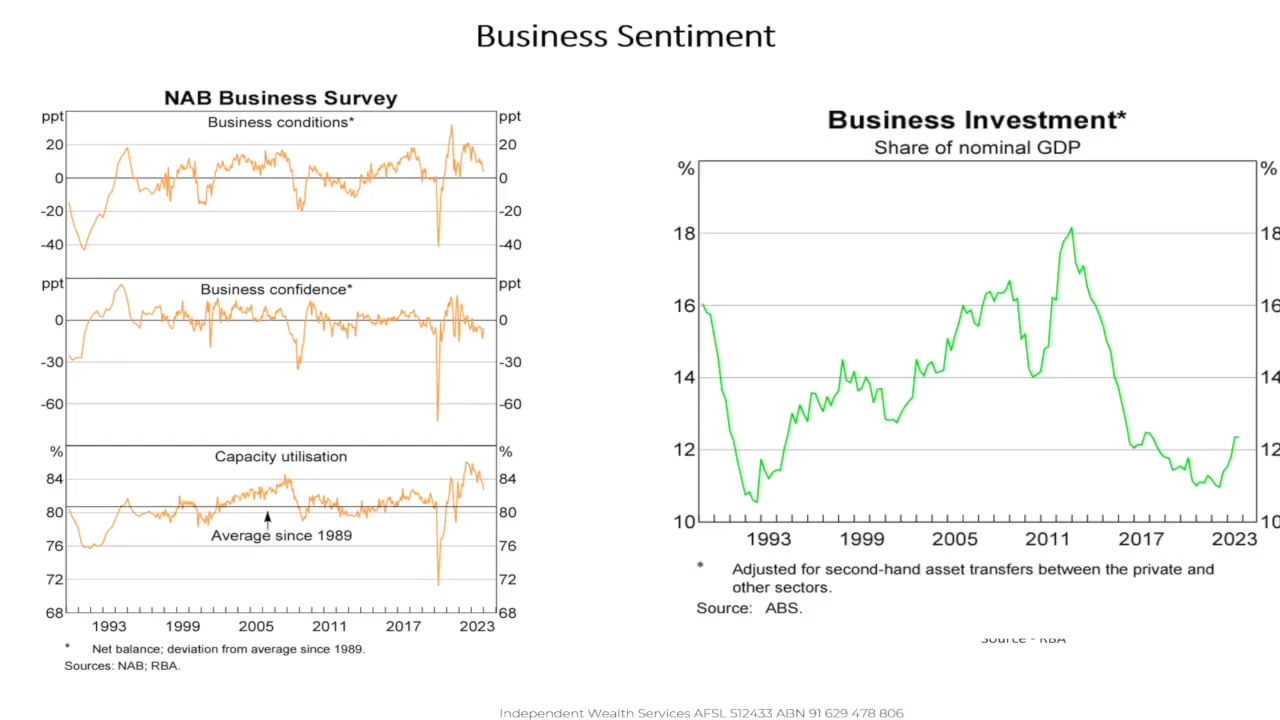 Business Sentiment
NAB Business Survey
ppt ppt
Business conditions*
20 20
0 0
-20 -20
-40 -40
ppt ppt
Business confidence*
0 0
-30 -30
-60 -60
% %
Capacity utilisation
84 84
80 80
Average since 1989
76 76
72 72
68 68
1993 1999 2005 2011 2017 2023
* Net balance; deviation from average since 1989.
Sources: NAB; RBA.
Business Investment*
Share of nominal GDP
% %
18 18
16 16
14 14
12 12
10 10
1993 1999 2005 2011 2017 2023
* Adjusted for second-hand asset transfers between the private and
other sectors.
Source: ABS.
Source - RBA
Independent Wealth Services AFSL 512433 ABN 91 629 478 806